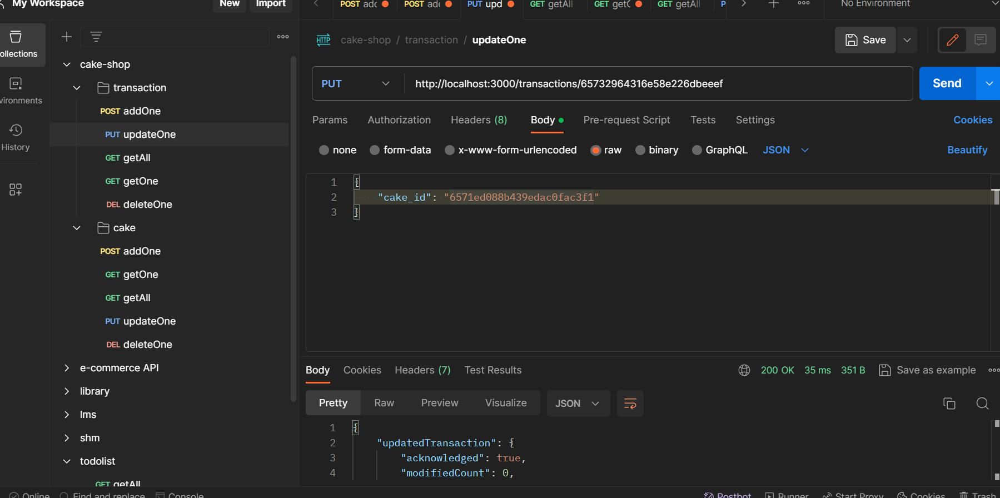 My Workspace
New
Import
POST adc
POST adc
PUT upd
GET getAll
GET getC
GET getAll
P
No Environment
ollections
vironments
History
cake-shop
transaction
POST addOne
PUT updateOne
GET getAll
GET getOne
DEL deleteOne
cake
POST addOne
GET getOne
GET getAll
PUT updateOne
DEL deleteOne
e-commerce API
library
lms
shm
todolist
GET getAll
HTTP cake-shop / transaction / updateOne
Save
PUT
http://localhost:3000/transactions/65732964316e58e226dbeeef
Send
Params
Authorization
Headers (8)
Body
Pre-request Script
Tests
Settings
Cookies
none
form-data
x-www-form-urlencoded
raw
binary
GraphQL
JSON
Beautify
1 {
2 "cake_id": "6571ed088b439edac0fac3f1"
3 }
Body
Cookies
Headers (7)
Test Results
200 OK
35 ms
351 B
Save as example
Pretty
Raw
Preview
Visualize
JSON
1 {
2 "updatedTransaction": {
3 "acknowledged": true,
4 "modifiedCount": 0,
Online
Find and replace
Console
Postbot
Runner
Start Proxy
Cookies
Trash